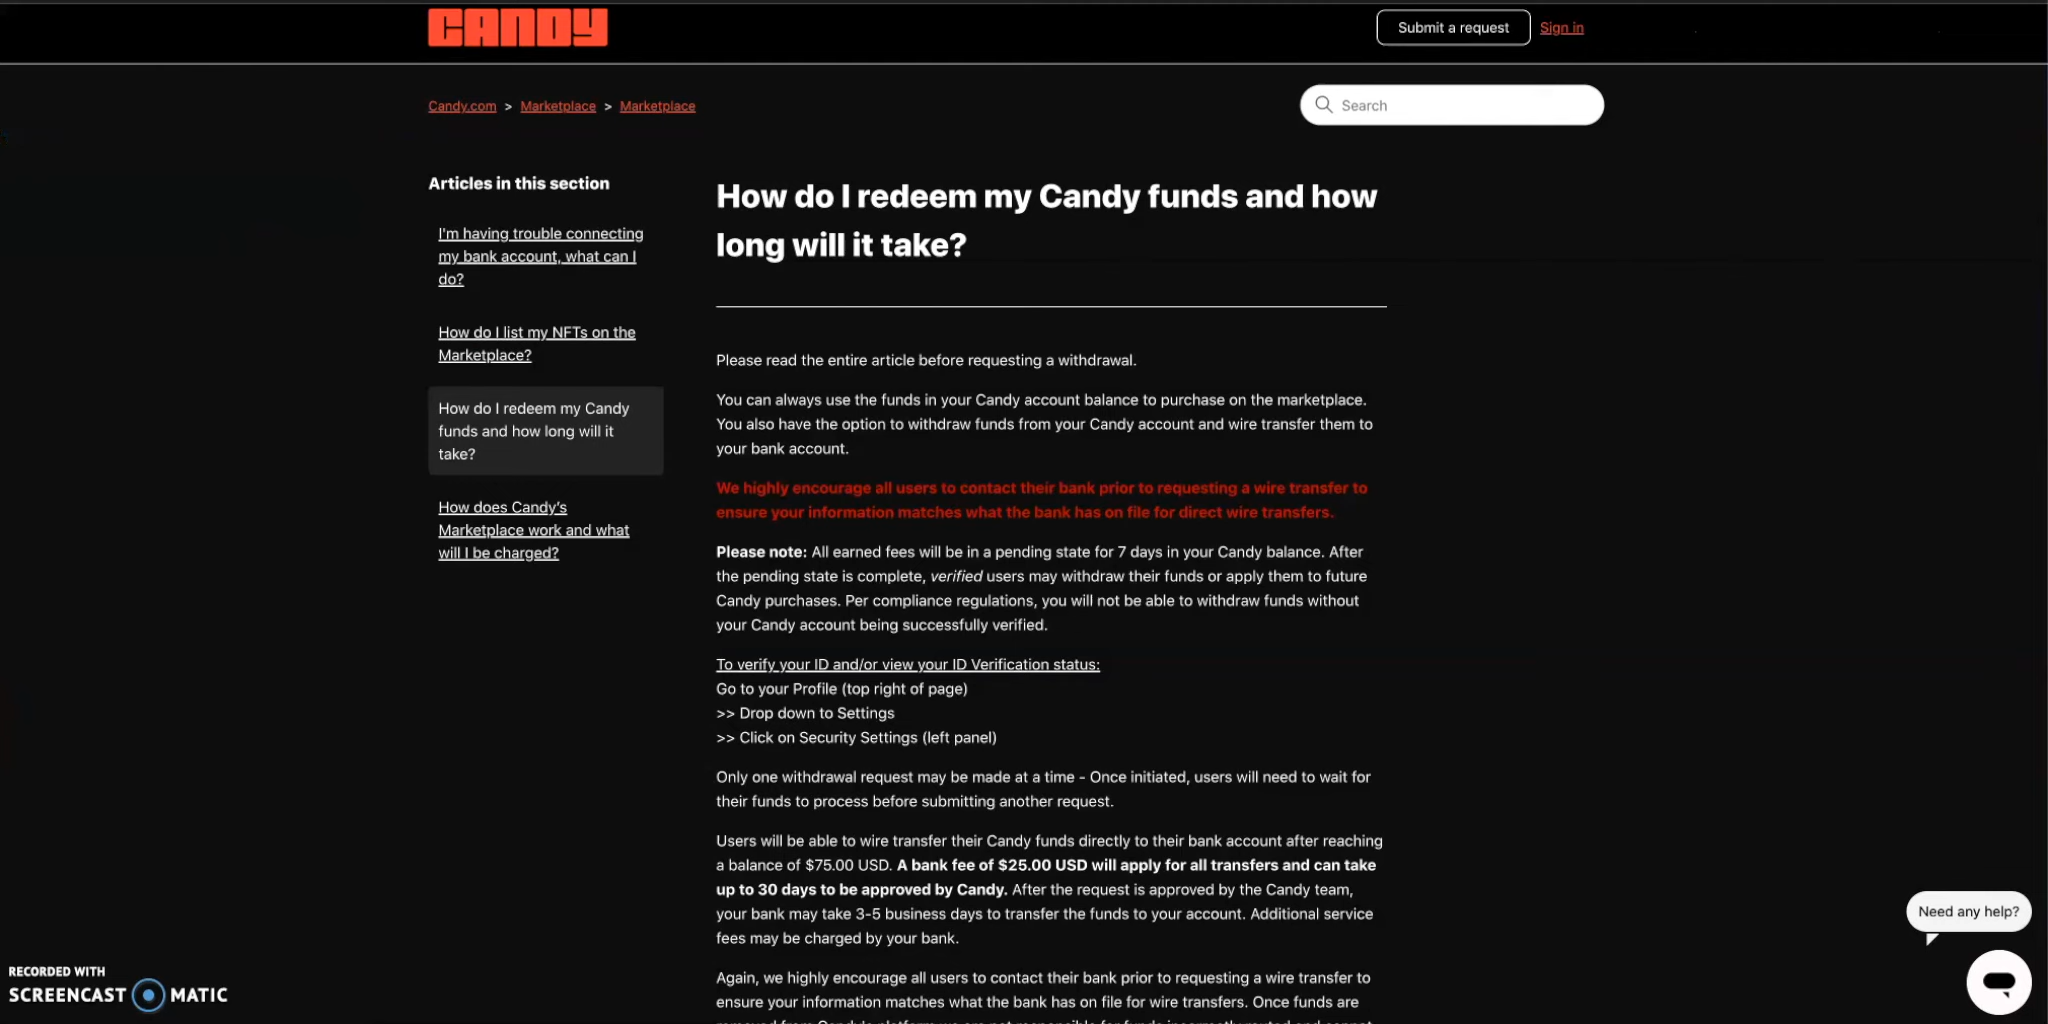 CANDY
Submit a request
Sign in
Candy.com > Marketplace > Marketplace
Search
Articles in this section
I'm having trouble connecting
my bank account, what can I
do?
How do I list my NFTs on the
Marketplace?
How do I redeem my Candy
funds and how long will it
take?
How does Candy's
Marketplace work and what
will I be charged?
How do I redeem my Candy funds and how
long will it take?
Please read the entire article before requesting a withdrawal.
You can always use the funds in your Candy account balance to purchase on the marketplace.
You also have the option to withdraw funds from your Candy account and wire transfer them to
your bank account.
We highly encourage all users to contact their bank prior to requesting a wire transfer to
ensure your information matches what the bank has on file for direct wire transfers.
Please note: All earned fees will be in a pending state for 7 days in your Candy balance. After
the pending state is complete, verified users may withdraw their funds or apply them to future
Candy purchases. Per compliance regulations, you will not be able to withdraw funds without
your Candy account being successfully verified.
To verify your ID and/or view your ID Verification status:
Go to your Profile (top right of page)
>> Drop down to Settings
>> Click on Security Settings (left panel)
Only one withdrawal request may be made at a time - Once initiated, users will need to wait for
their funds to process before submitting another request.
Users will be able to wire transfer their Candy funds directly to their bank account after reaching
a balance of $75.00 USD. A bank fee of $25.00 USD will apply for all transfers and can take
up to 30 days to be approved by Candy. After the request is approved by the Candy team,
your bank may take 3-5 business days to transfer the funds to your account. Additional service
fees may be charged by your bank.
Again, we highly encourage all users to contact their bank prior to requesting a wire transfer to
ensure your information matches what the bank has on file for wire transfers. Once funds are
Need any help?
RECORDED WITH
SCREENCAST MATIC